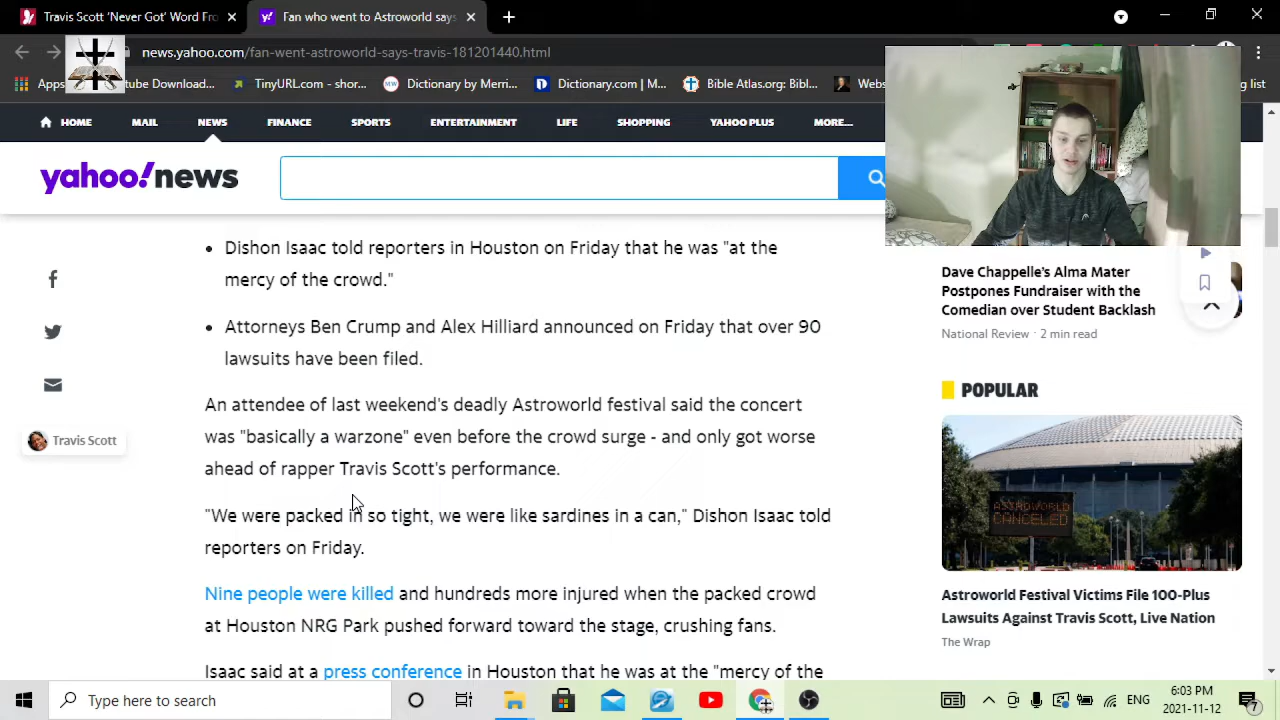 Travis Scott 'Never Got' Word Fro
Fan who went to Astroworld says
news.yahoo.com/fan-went-astroworld-says-travis-181201440.html
Apps
tube Download...
TinyURL.com - sho
Dictionary by Merri...
Dictionary.com | M...
Bible Atlas.org: Bibl...
Webster
ng list
HOME
MAIL
NEWS
FINANCE
SPORTS
ENTERTAINMENT
LIFE
SHOPPING
YAHOO PLUS
MORE...
yahoo!news
Dishon Isaac told reporters in Houston on Friday that he was "at the
mercy of the crowd."
Attorneys Ben Crump and Alex Hilliard announced on Friday that over 90
lawsuits have been filed.
An attendee of last weekend's deadly Astroworld festival said the concert
was "basically a warzone" even before the crowd surge - and only got worse
ahead of rapper Travis Scott's performance.
"We were packed in so tight, we were like sardines in a can," Dishon Isaac told
reporters on Friday.
Nine people were killed and hundreds more injured when the packed crowd
at Houston NRG Park pushed forward toward the stage, crushing fans.
Isaac said at a press conference in Houston that he was at the "mercy of the
Travis Scott
Dave Chappelle's Alma Mater
Postpones Fundraiser with the
Comedian over Student Backlash
National Review · 2 min read
POPULAR
ASTROWORLD
CANCELED
Astroworld Festival Victims File 100-Plus
Lawsuits Against Travis Scott, Live Nation
The Wrap
Type here to search
ENG
6:03 PM
2021-11-12
7